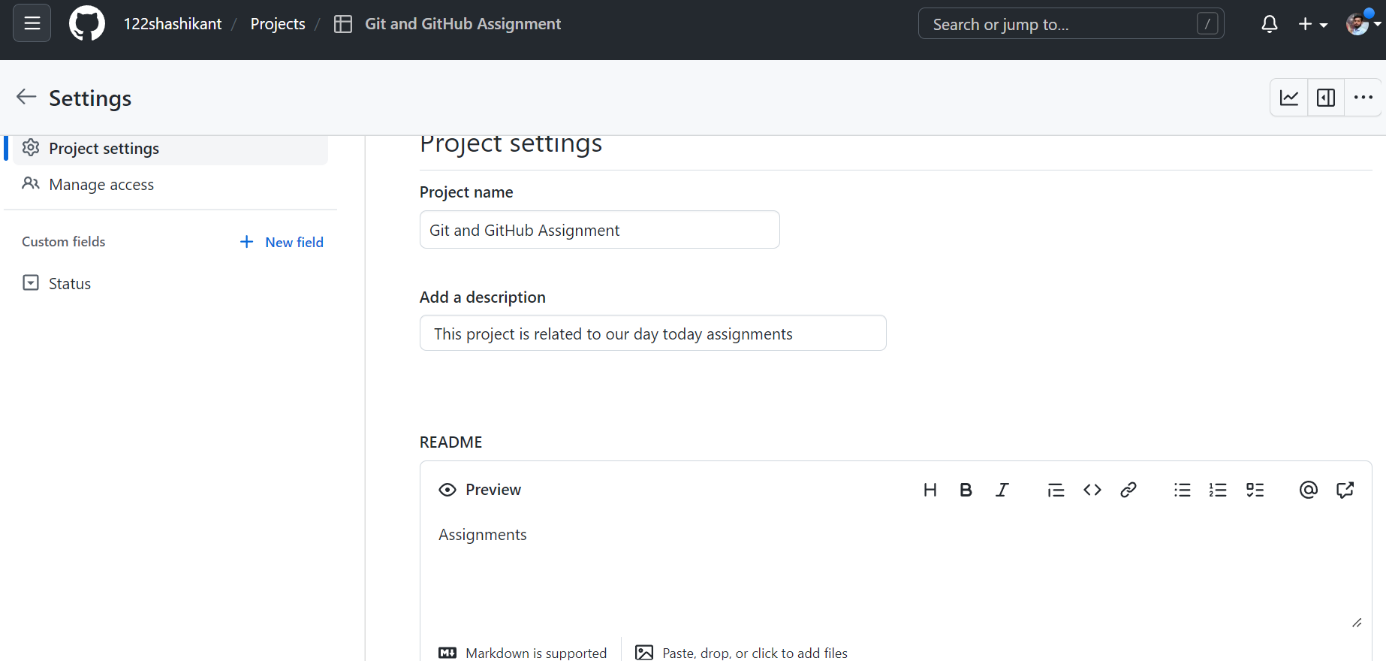 122shashikant / Projects / Git and GitHub Assignment Search or jump to... /
Settings
Project settings
Manage access
Custom fields New field
Status
Project settings
Project name
Git and GitHub Assignment
Add a description
This project is related to our day today assignments
README
Preview H B I
Assignments
Markdown is supported Paste, drop, or click to add files